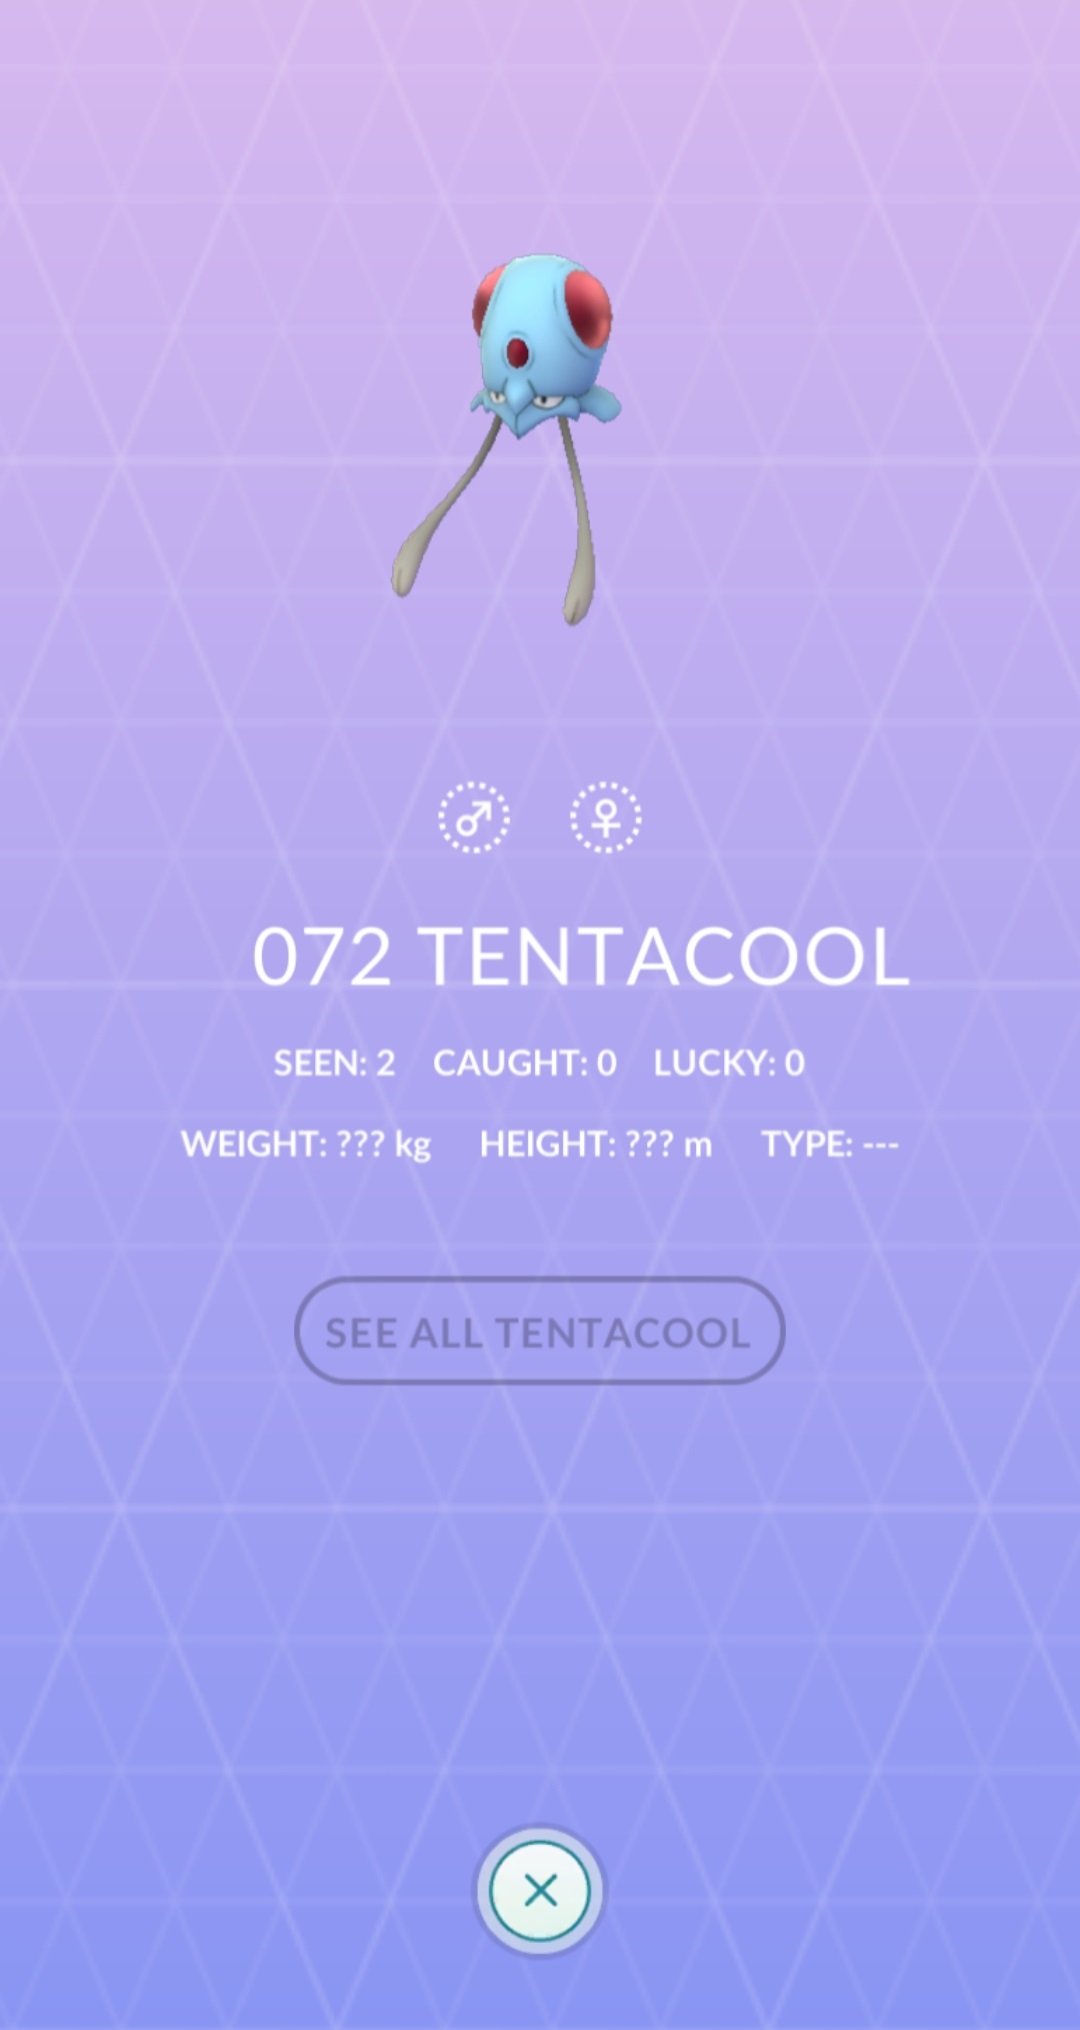 072 TENTACOOL
SEEN: 2 CAUGHT: 0 LUCKY: 0
WEIGHT: ??? kg HEIGHT: ??? m TYPE: ---
SEE ALL TENTACOOL